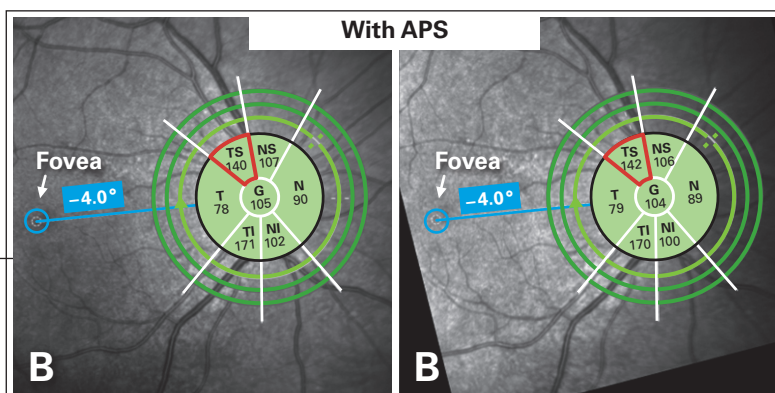 With APS
Fovea
−4.0°
TS
140
NS
107
T
78
G
105
N
90
TI
171
NI
102
B
Fovea
−4.0°
TS
142
NS
106
T
79
G
104
N
89
TI
170
NI
100
B